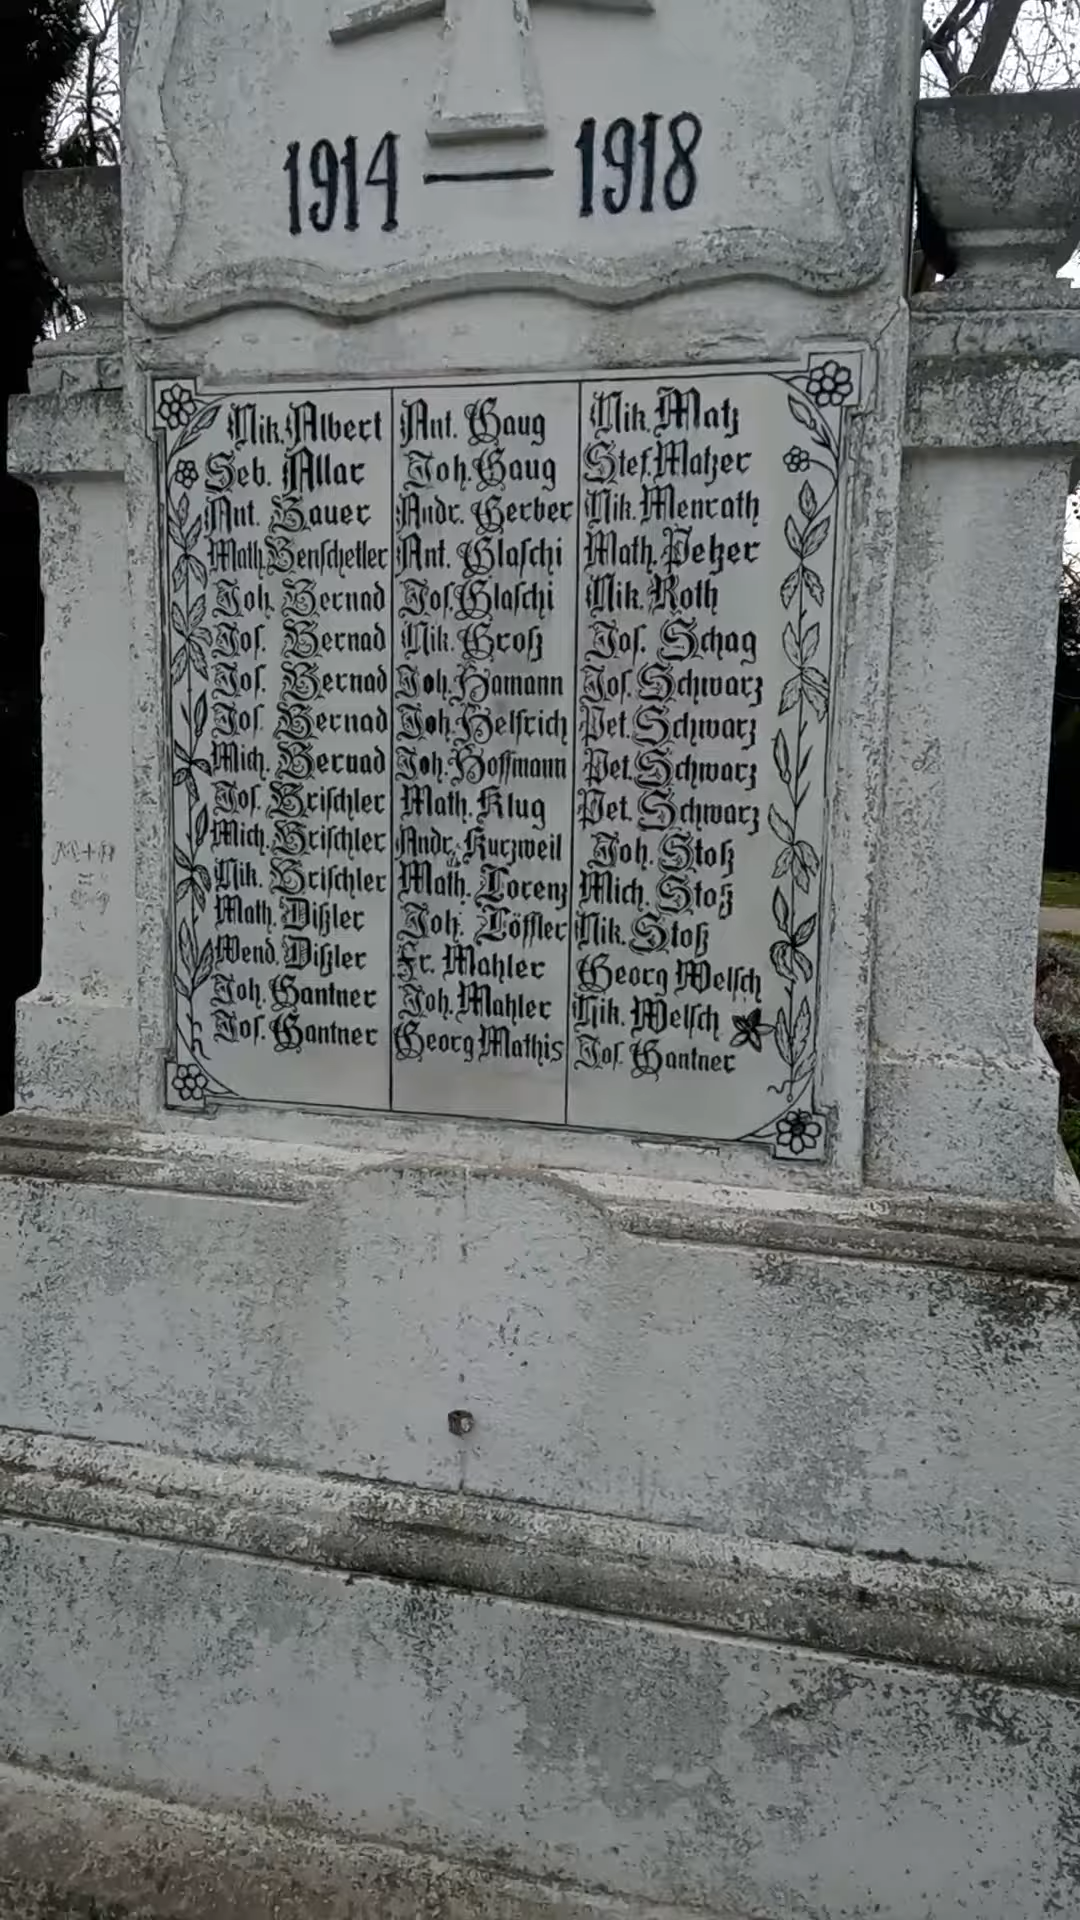 1914 — 1918
Nik. Albert
Seb. Allar
Ant. Bauer
Math. Benschetler
Joh. Bernad
Jos. Bernad
Jos. Bernad
Jos. Bernad
Mich. Bernad
Jos. Brischler
Mich. Brischler
Nik. Brischler
Math. Dißler
Wend. Dißler
Joh. Gantner
Jos. Gantner
Ant. Gaug
Joh. Gaug
Andr. Gerber
Ant. Glaschi
Jos. Glaschi
Nik. Groß
Joh. Hamann
Joh. Helfrich
Joh. Hoffmann
Math. Klug
Andr. Kurzweil
Math. Lorenz
Joh. Löffler
Fr. Mahler
Joh. Mahler
Georg Mathis
Nik. Matz
Stef. Matzer
Nik. Menrath
Math. Petzer
Nik. Roth
Jos. Schag
Jos. Schwarz
Pet. Schwarz
Pet. Schwarz
Pet. Schwarz
Joh. Stoß
Mich. Stoß
Nik. Stoß
Georg Welsch
Nik. Welsch
Jos. Gantner